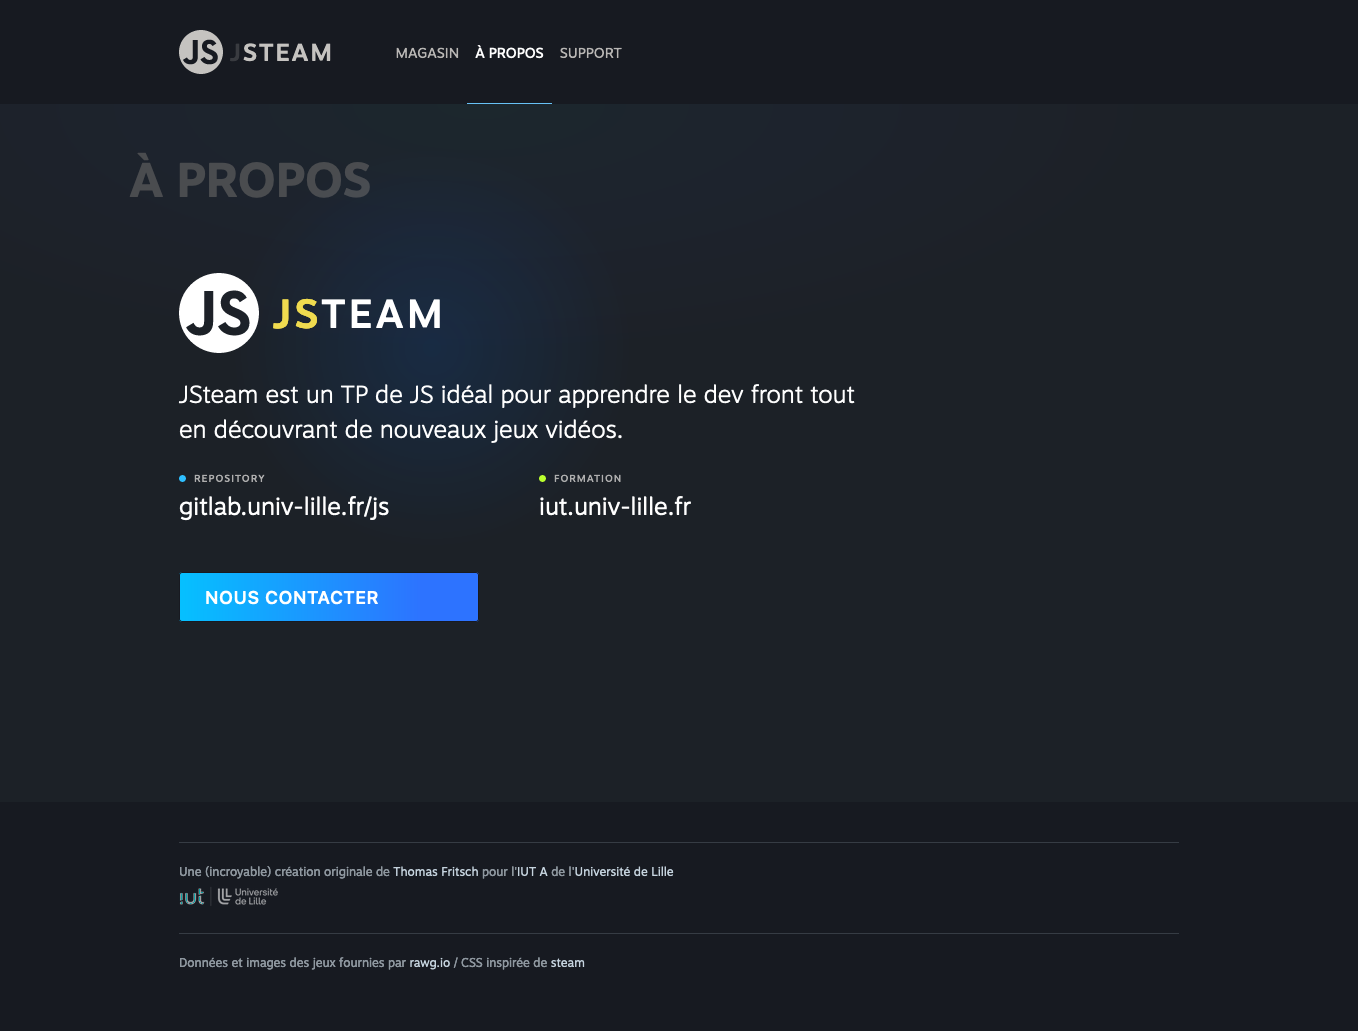 JS JSTEAM MAGASIN À PROPOS SUPPORT
À PROPOS
JS JSTEAM
JSteam est un TP de JS idéal pour apprendre le dev front tout
en découvrant de nouveaux jeux vidéos.
REPOSITORY
gitlab.univ-lille.fr/js
FORMATION
iut.univ-lille.fr
NOUS CONTACTER
Une (incroyable) création originale de Thomas Fritsch pour l'IUT A de l'Université de Lille
iut Université
de Lille
Données et images des jeux fournies par rawg.io / CSS inspirée de steam